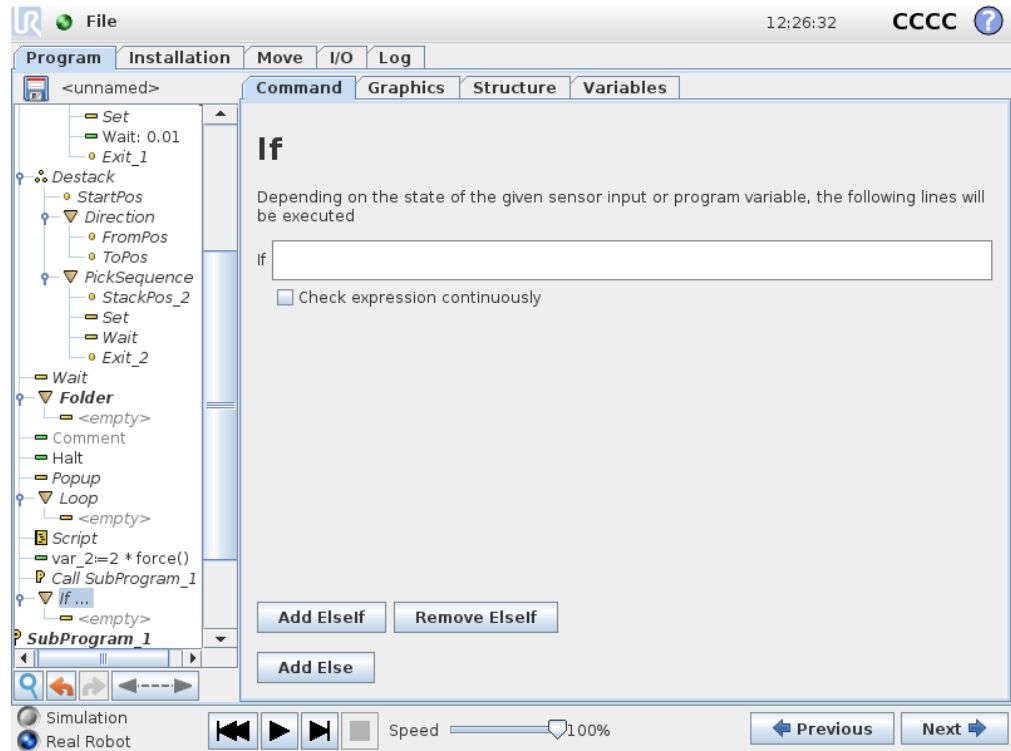 UR File 12:26:32 CCCC ?
Program Installation Move I/O Log
<unnamed>
Command Graphics Structure Variables
Set
Wait: 0.01
Exit_1
Destack
StartPos
Direction
FromPos
ToPos
PickSequence
StackPos_2
Set
Wait
Exit_2
Wait
Folder
<empty>
Comment
Halt
Popup
Loop
<empty>
Script
var_2:=2 * force()
Call SubProgram_1
If ...
<empty>
SubProgram_1
If
Depending on the state of the given sensor input or program variable, the following lines will
be executed
If
Check expression continuously
Add ElseIf Remove ElseIf
Add Else
Simulation
Real Robot
Speed 100%
Previous Next